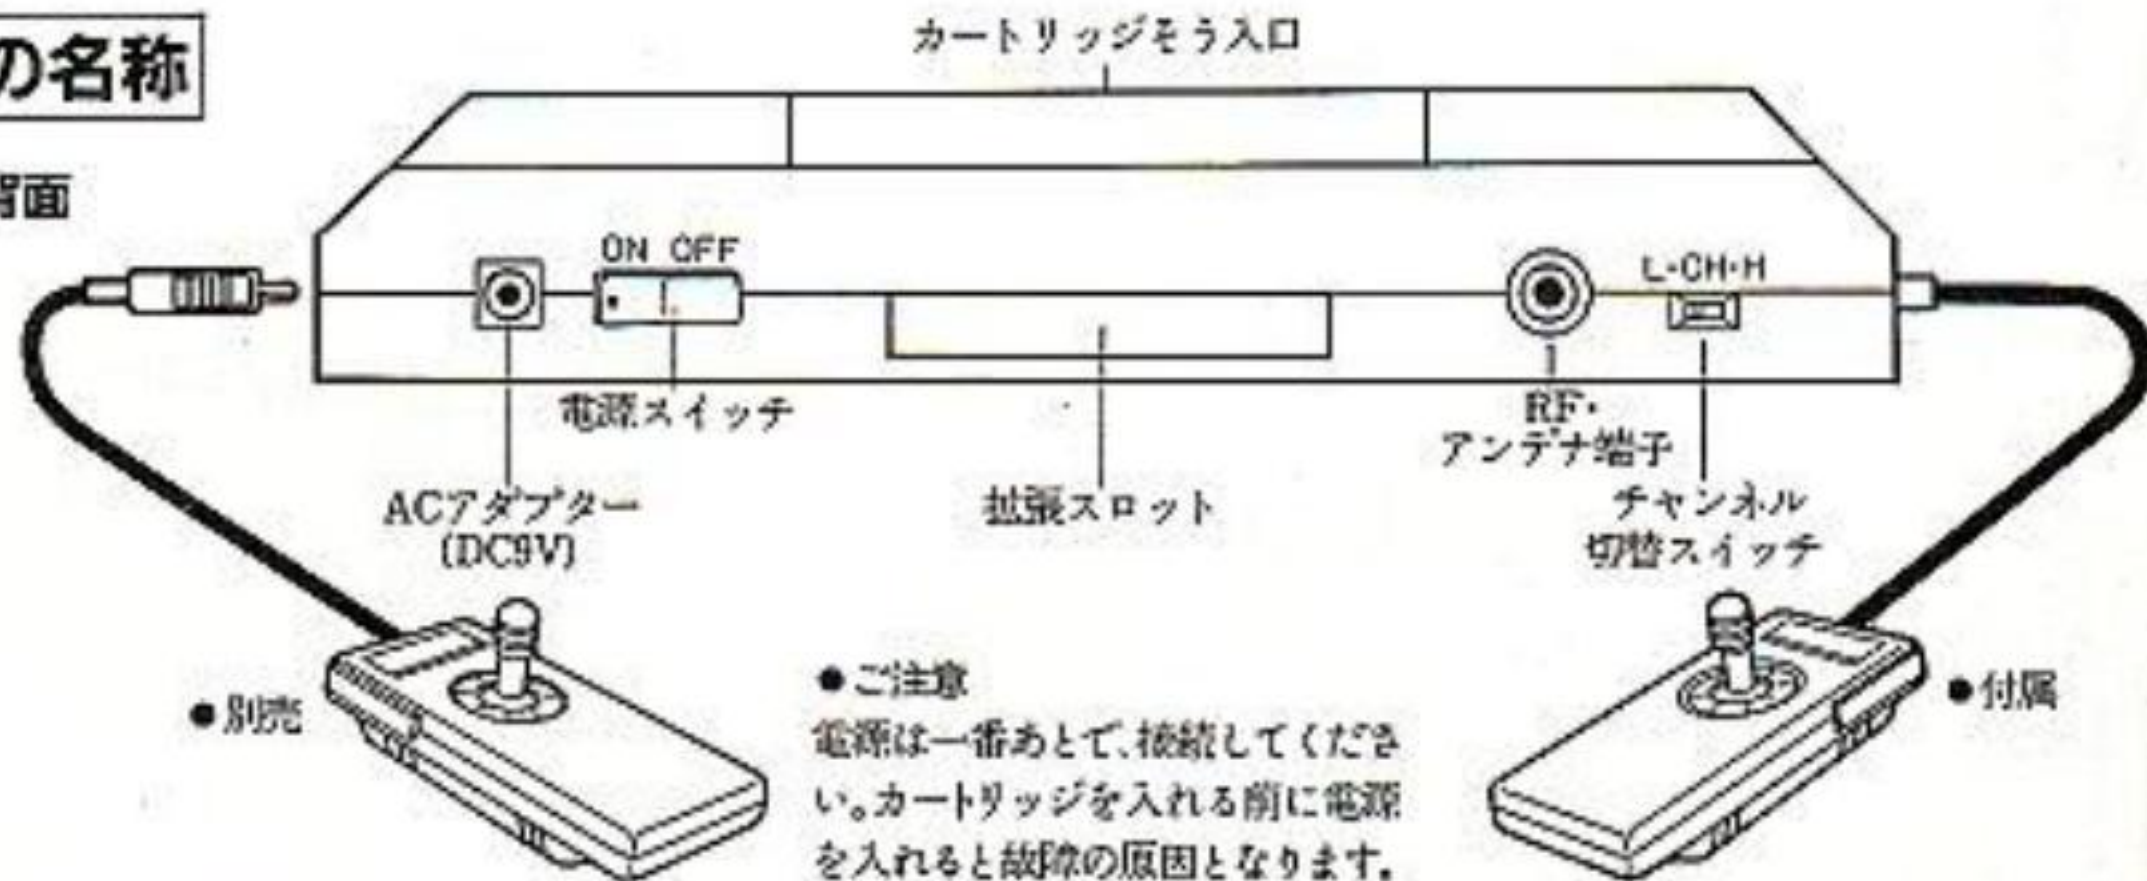 の名称
背面
カートリッジそう入口
ON OFF
L・CH・H
電源スイッチ
RF・
アンテナ端子
ACアダプター
(DC9V)
拡張スロット
チャンネル
切替スイッチ
●別売
●付属
●ご注意
電源は一番あとで、接続してくださ
い。カートリッジを入れる前に電源
を入れると故障の原因となります。